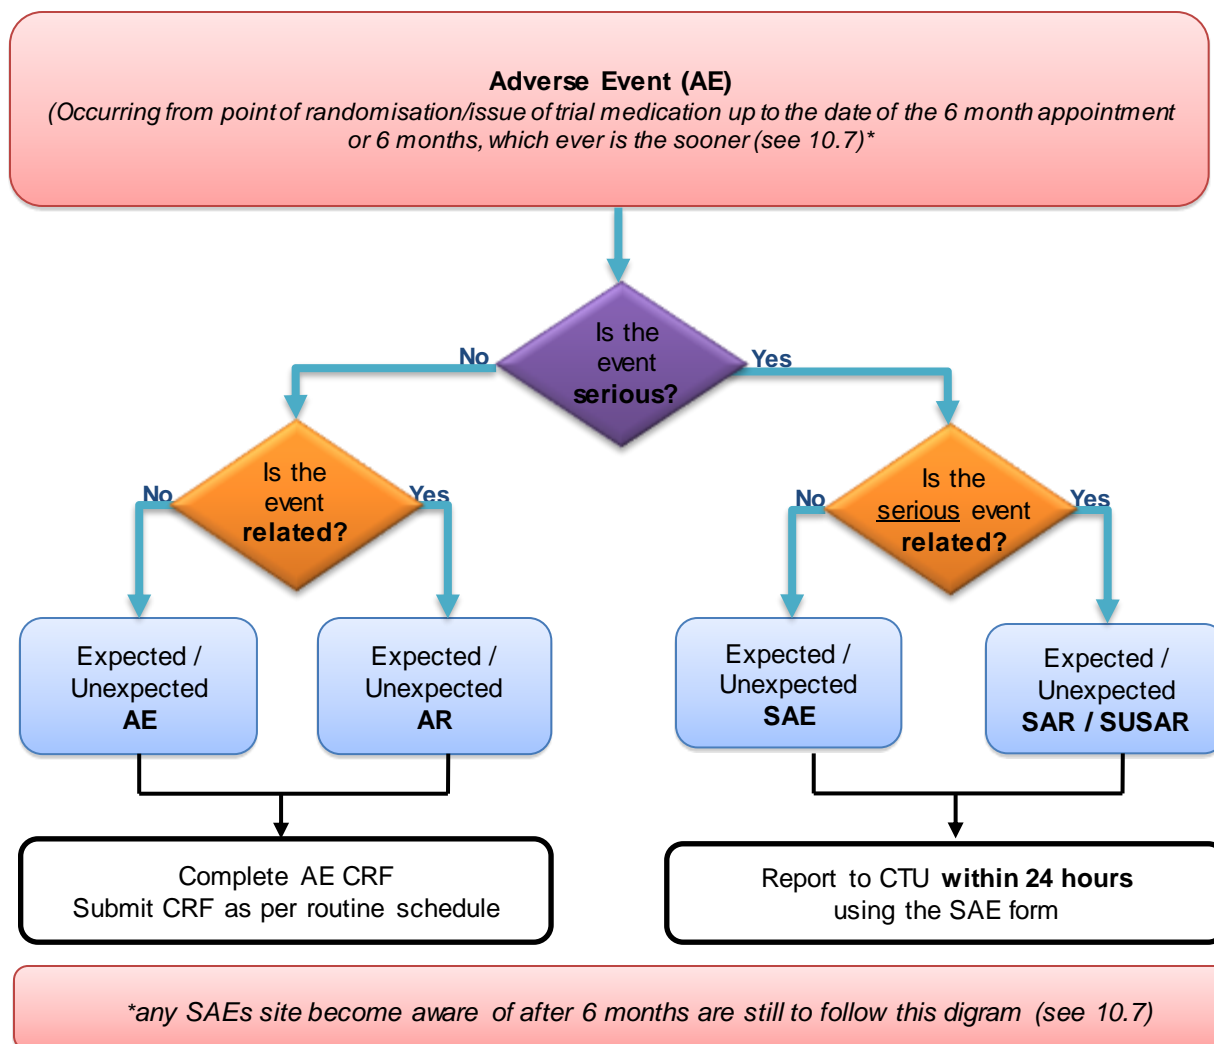 Adverse Event (AE)
(Occurring from point of randomisation/issue of trial medication up to the date of the 6 month appointment
or 6 months, which ever is the sooner (see 10.7)*
Is the
event
serious?
No
Yes
Is the
event
related?
No
Yes
Is the
serious event
related?
No
Yes
Expected /
Unexpected
AE
Expected /
Unexpected
AR
Expected /
Unexpected
SAE
Expected /
Unexpected
SAR / SUSAR
Complete AE CRF
Submit CRF as per routine schedule
Report to CTU within 24 hours
using the SAE form
*any SAEs site become aware of after 6 months are still to follow this digram (see 10.7)